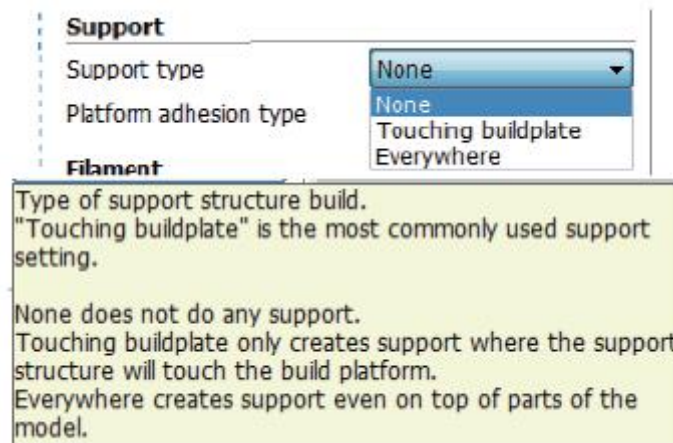 Support
Support type
None
Platform adhesion type
None
Touching buildplate
Everywhere
Filament
Type of support structure build.
"Touching buildplate" is the most commonly used support
setting.
None does not do any support.
Touching buildplate only creates support where the support
structure will touch the build platform.
Everywhere creates support even on top of parts of the
model.